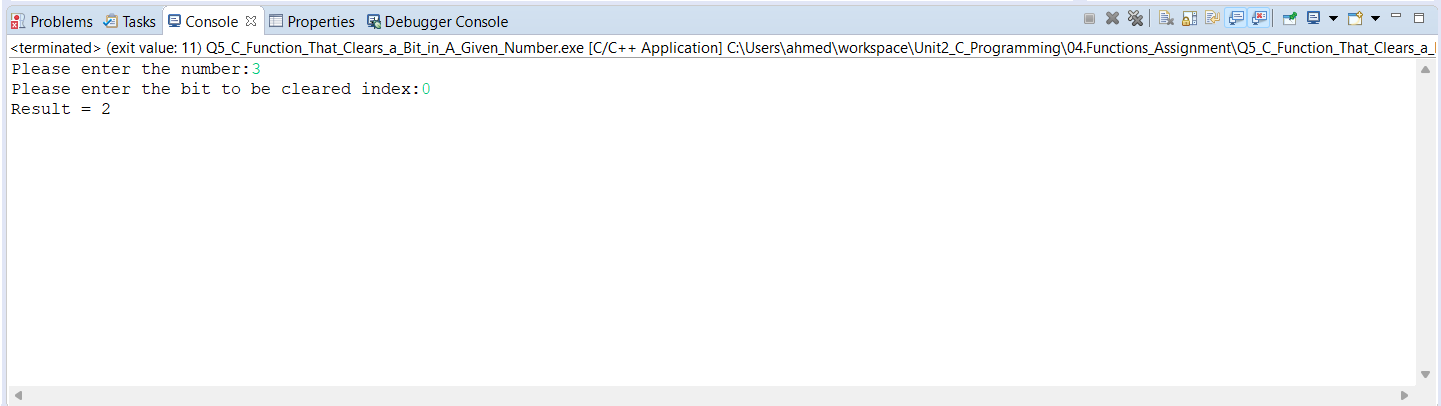 Problems Tasks Console Properties Debugger Console
<terminated> (exit value: 11) Q5_C_Function_That_Clears_a_Bit_in_A_Given_Number.exe [C/C++ Application] C:\Users\ahmed\workspace\Unit2_C_Programming\04.Functions_Assignment\Q5_C_Function_That_Clears_a_
Please enter the number:3
Please enter the bit to be cleared index:0
Result = 2